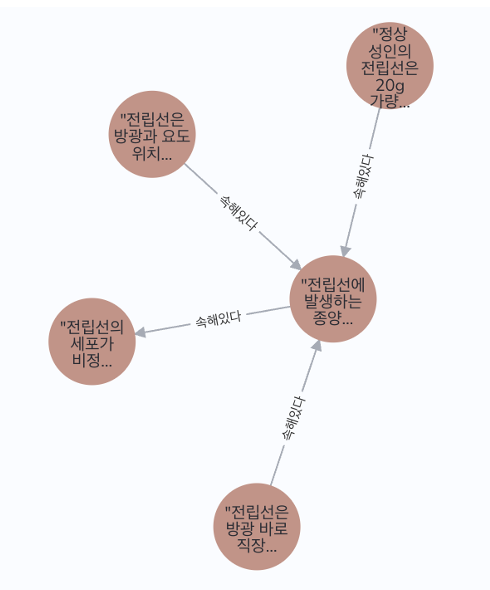 "정상
성인의
전립선은
20g
가량...
"전립선은
방광과 요도
위치...
속해있다
속해있다
"전립선에
발생하는
종양...
속해있다
"전립선의
세포가
비정...
속해있다
"전립선은
방광 바로
직장...